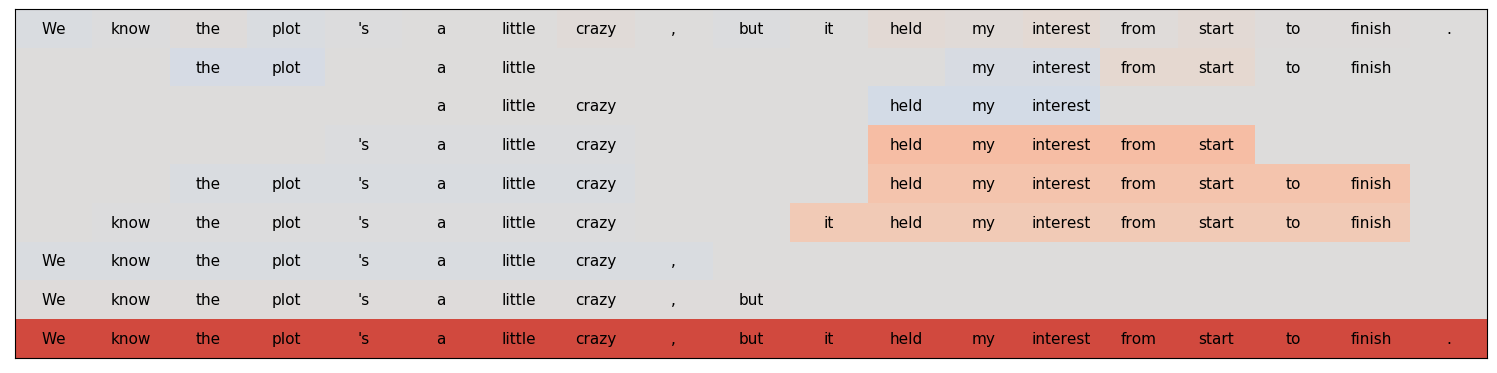 We know the plot 's a little crazy , but it held my interest from start to finish .
the plot a little my interest from start to finish
a little crazy held my interest
's a little crazy held my interest from start
the plot 's a little crazy held my interest from start to finish
know the plot 's a little crazy it held my interest from start to finish
We know the plot 's a little crazy ,
We know the plot 's a little crazy , but
We know the plot 's a little crazy , but it held my interest from start to finish .